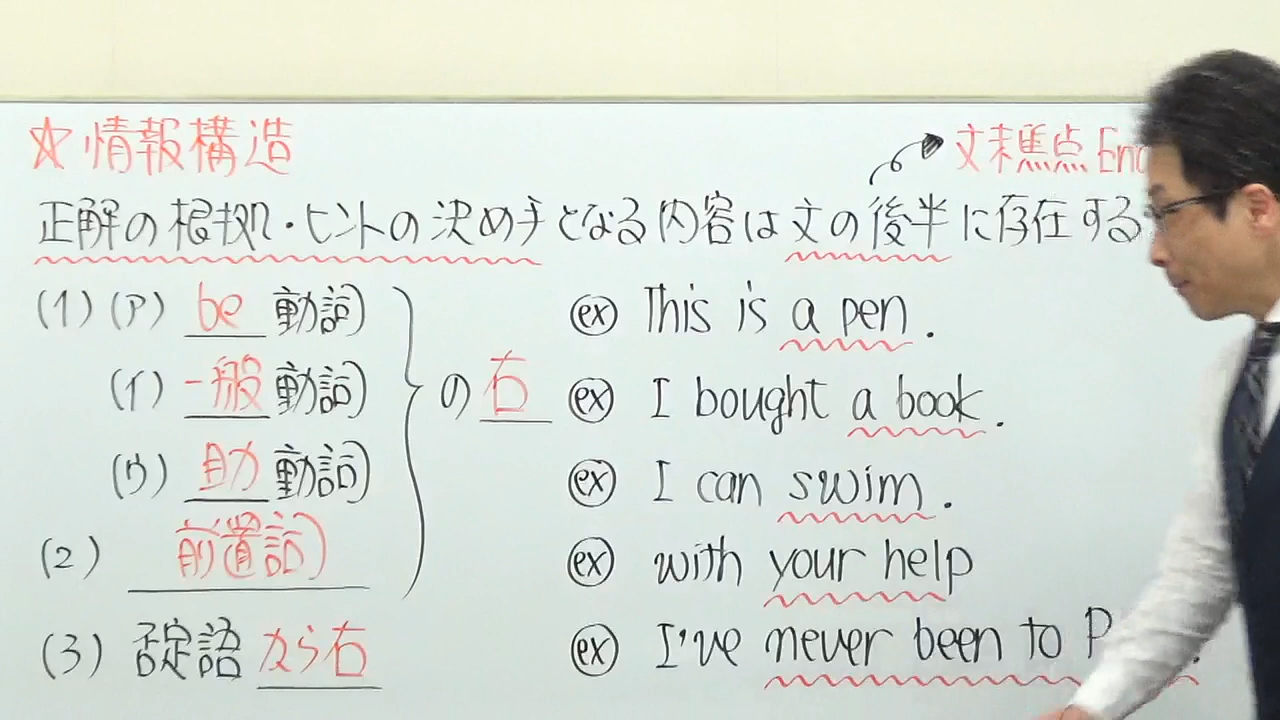 ☆情報構造
文末焦点 En
正解の根拠・ヒントの決め手となる内容は文の後半に存在する
(1) (ア) be 動詞
(イ) 一般動詞
(ウ) 助動詞
(2) 前置詞
の 右
(3) 否定語から右
ex This is a pen.
ex I bought a book.
ex I can swim.
ex with your help
ex I've never been to P